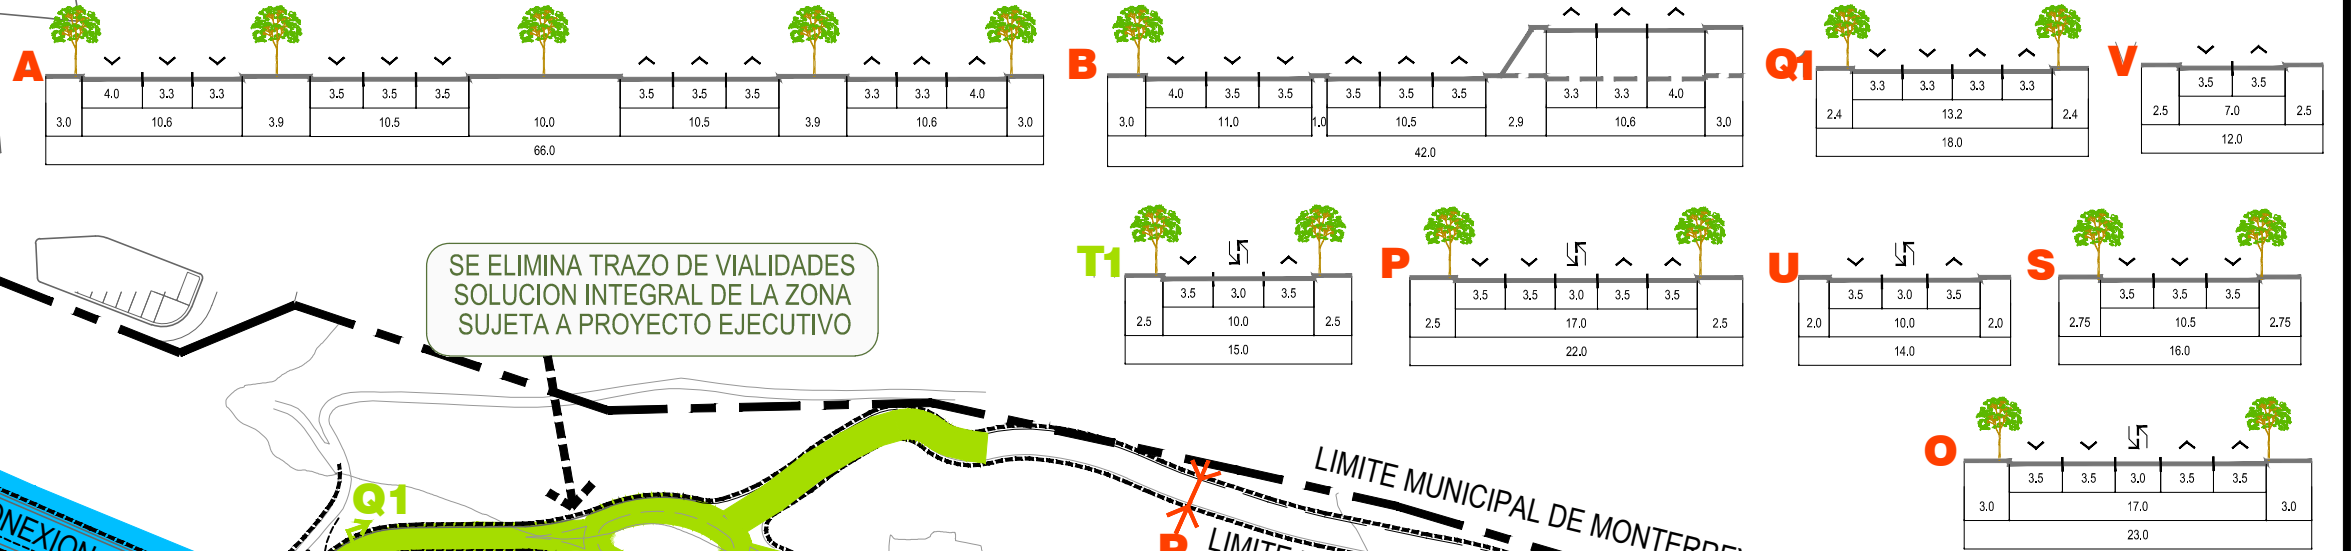 A
4.0 3.3 3.3 3.5 3.5 3.5 3.5 3.5 3.5 3.3 3.3 4.0
3.0 10.6 3.9 10.5 10.0 10.5 3.9 10.6 3.0
66.0
B
4.0 3.5 3.5 3.5 3.5 3.5 3.3 3.3 4.0
3.0 11.0 1.0 10.5 2.9 10.6 3.0
42.0
Q1
3.3 3.3 3.3 3.3
2.4 13.2 2.4
18.0
V
3.5 3.5
2.5 7.0 2.5
12.0
T1
3.5 3.0 3.5
2.5 10.0 2.5
15.0
P
3.5 3.5 3.0 3.5 3.5
2.5 17.0 2.5
22.0
U
3.5 3.0 3.5
2.0 10.0 2.0
14.0
S
3.5 3.5 3.5
2.75 10.5 2.75
16.0
O
3.5 3.5 3.0 3.5 3.5
3.0 17.0 3.0
23.0
SE ELIMINA TRAZO DE VIALIDADES
SOLUCION INTEGRAL DE LA ZONA
SUJETA A PROYECTO EJECUTIVO
Q1
LIMITE MUNICIPAL DE MONTERREY
LIMITE